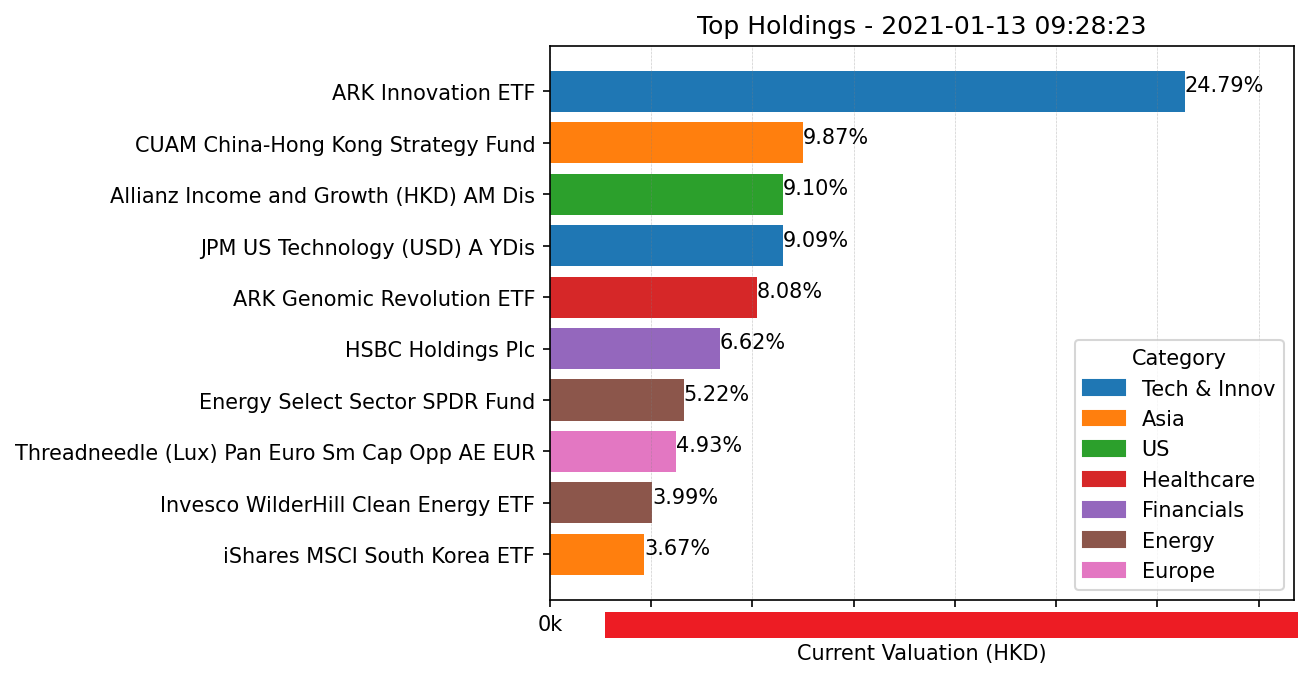 Top Holdings - 2021-01-13 09:28:23
ARK Innovation ETF 24.79%
CUAM China-Hong Kong Strategy Fund 9.87%
Allianz Income and Growth (HKD) AM Dis 9.10%
JPM US Technology (USD) A YDis 9.09%
ARK Genomic Revolution ETF 8.08%
HSBC Holdings Plc 6.62%
Energy Select Sector SPDR Fund 5.22%
Threadneedle (Lux) Pan Euro Sm Cap Opp AE EUR 4.93%
Invesco WilderHill Clean Energy ETF 3.99%
iShares MSCI South Korea ETF 3.67%
Category
Tech & Innov
Asia
US
Healthcare
Financials
Energy
Europe
0k
Current Valuation (HKD)